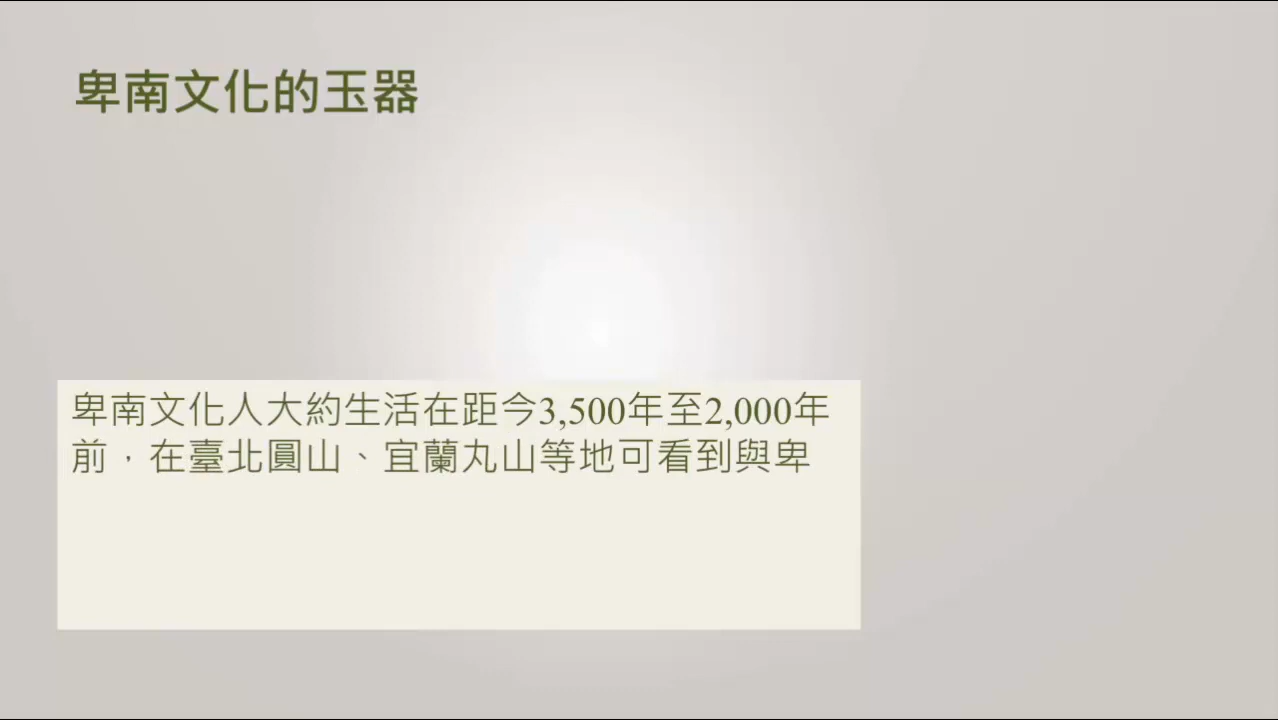 卑南文化的玉器
卑南文化人大約生活在距今3,500年至2,000年
前，在臺北圓山、宜蘭丸山等地可看到與卑